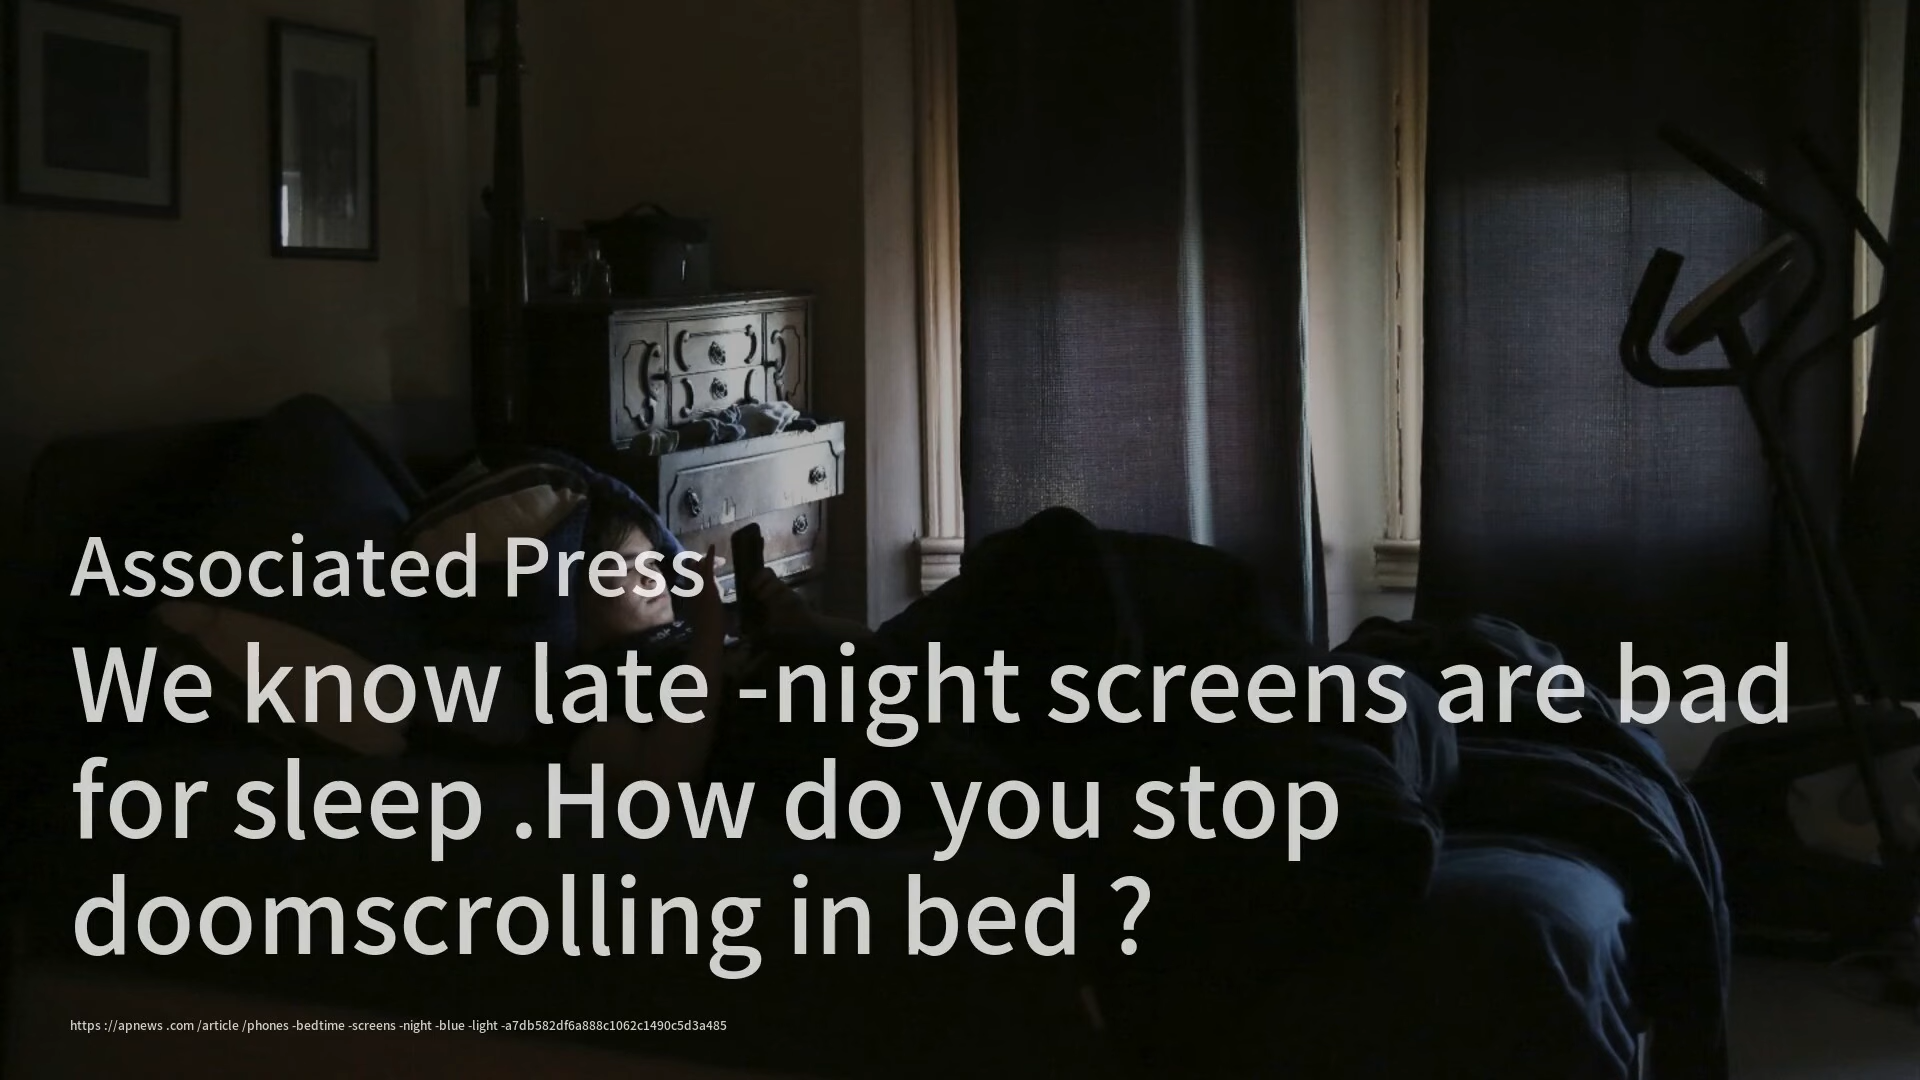 Associated Press
We know late -night screens are bad
for sleep .How do you stop
doomscrolling in bed ?
https ://apnews .com /article /phones -bedtime -screens -night -blue -light -a7db582df6a888c1062c1490c5d3a485